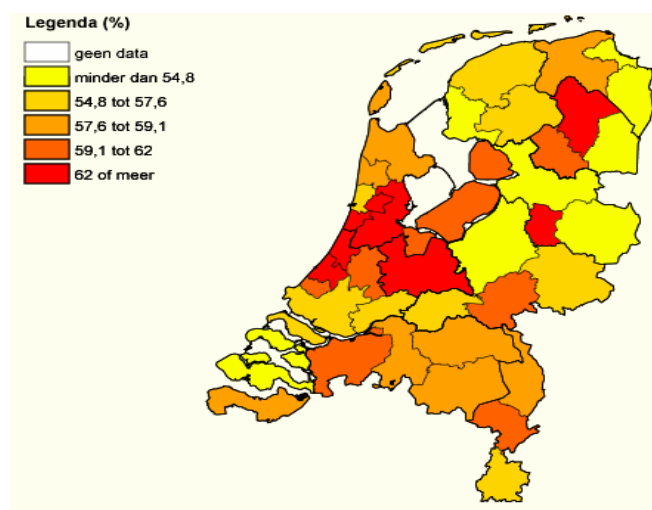 Legenda (%)
geen data
minder dan 54,8
54,8 tot 57,6
57,6 tot 59,1
59,1 tot 62
62 of meer